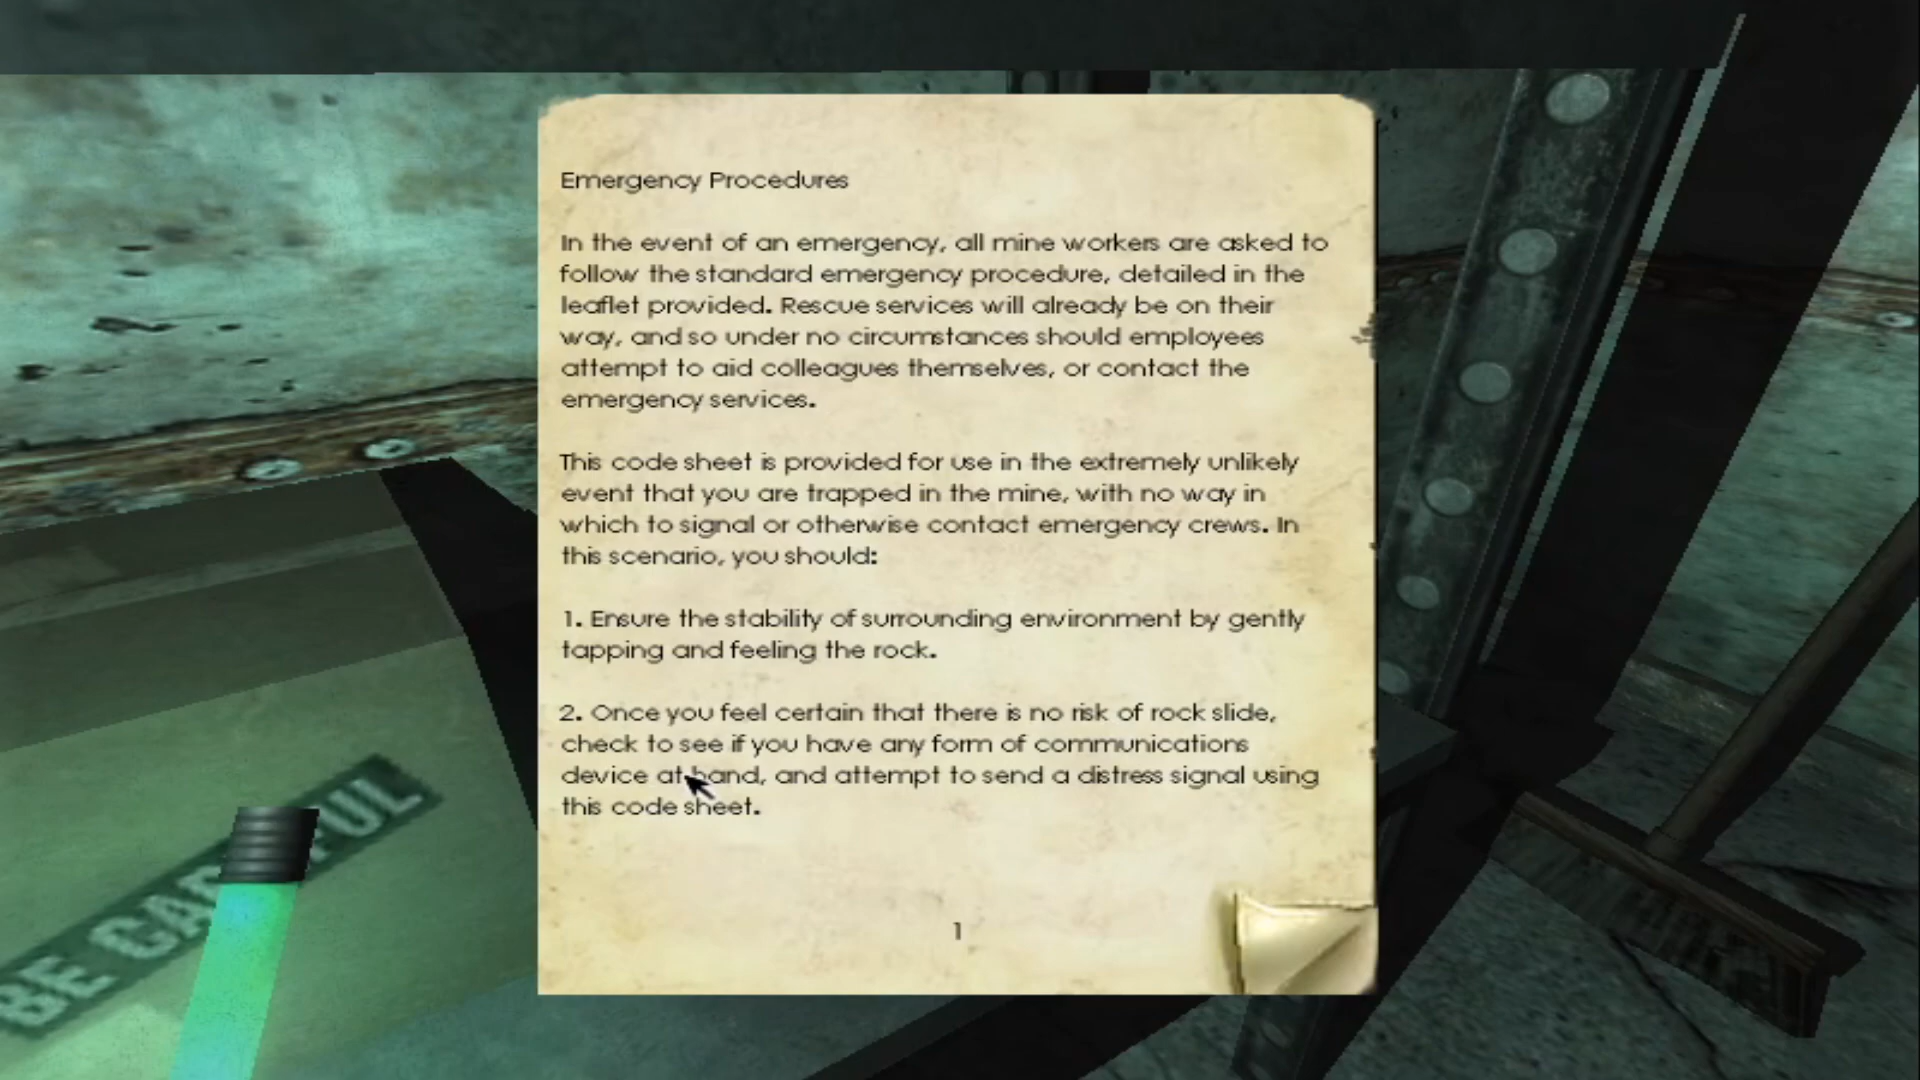 Emergency Procedures
In the event of an emergency, all mine workers are asked to
follow the standard emergency procedure, detailed in the
leaflet provided. Rescue services will already be on their
way, and so under no circumstances should employees
attempt to aid colleagues themselves, or contact the
emergency services.
This code sheet is provided for use in the extremely unlikely
event that you are trapped in the mine, with no way in
which to signal or otherwise contact emergency crews. In
this scenario, you should:
1. Ensure the stability of surrounding environment by gently
tapping and feeling the rock.
2. Once you feel certain that there is no risk of rock slide,
check to see if you have any form of communications
device at hand, and attempt to send a distress signal using
this code sheet.
1
BE CAREFUL